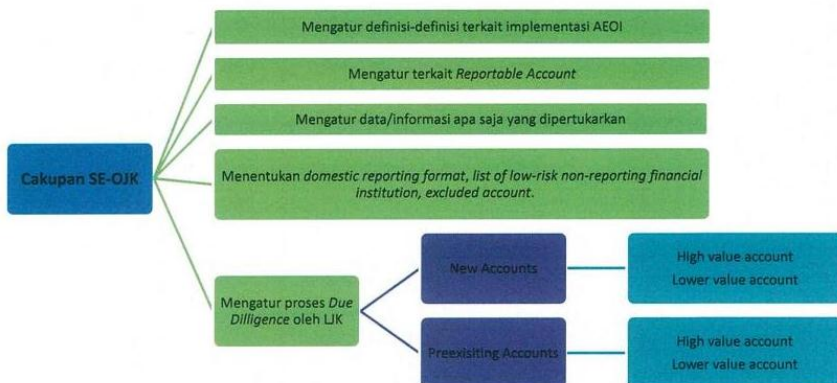 Mengatur definisi-definisi terkait implementasi AEOI
Mengatur terkait Reportable Account
Mengatur data/informasi apa saja yang dipertukarkan
Cakupan SE-OJK
Menentukan domestic reporting format, list of low-risk non-reporting financial
institution, excluded account.
Mengatur proses Due
Dilligence oleh LJK
New Accounts
High value account
Lower value account
Preexisiting Accounts
High value account
Lower value account